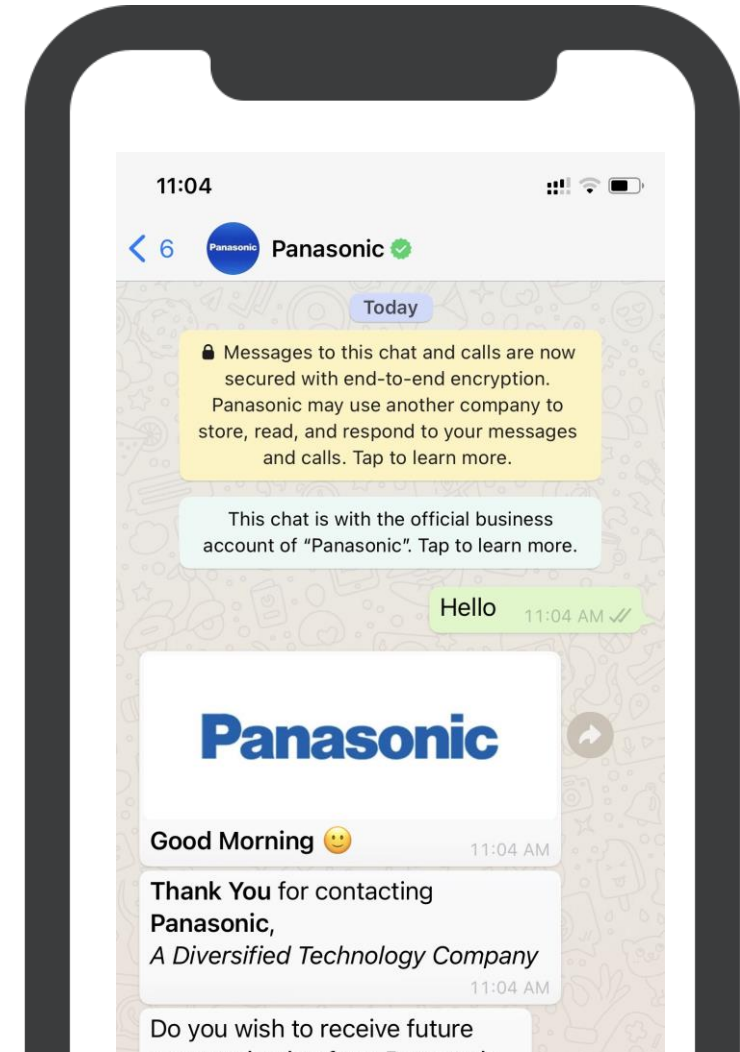 11:04
6
Panasonic
Panasonic
Today
Messages to this chat and calls are now
secured with end-to-end encryption.
Panasonic may use another company to
store, read, and respond to your messages
and calls. Tap to learn more.
This chat is with the official business
account of “Panasonic”. Tap to learn more.
Hello
11:04 AM
Panasonic
Good Morning 🙂
11:04 AM
Thank You for contacting
Panasonic,
A Diversified Technology Company
11:04 AM
Do you wish to receive future